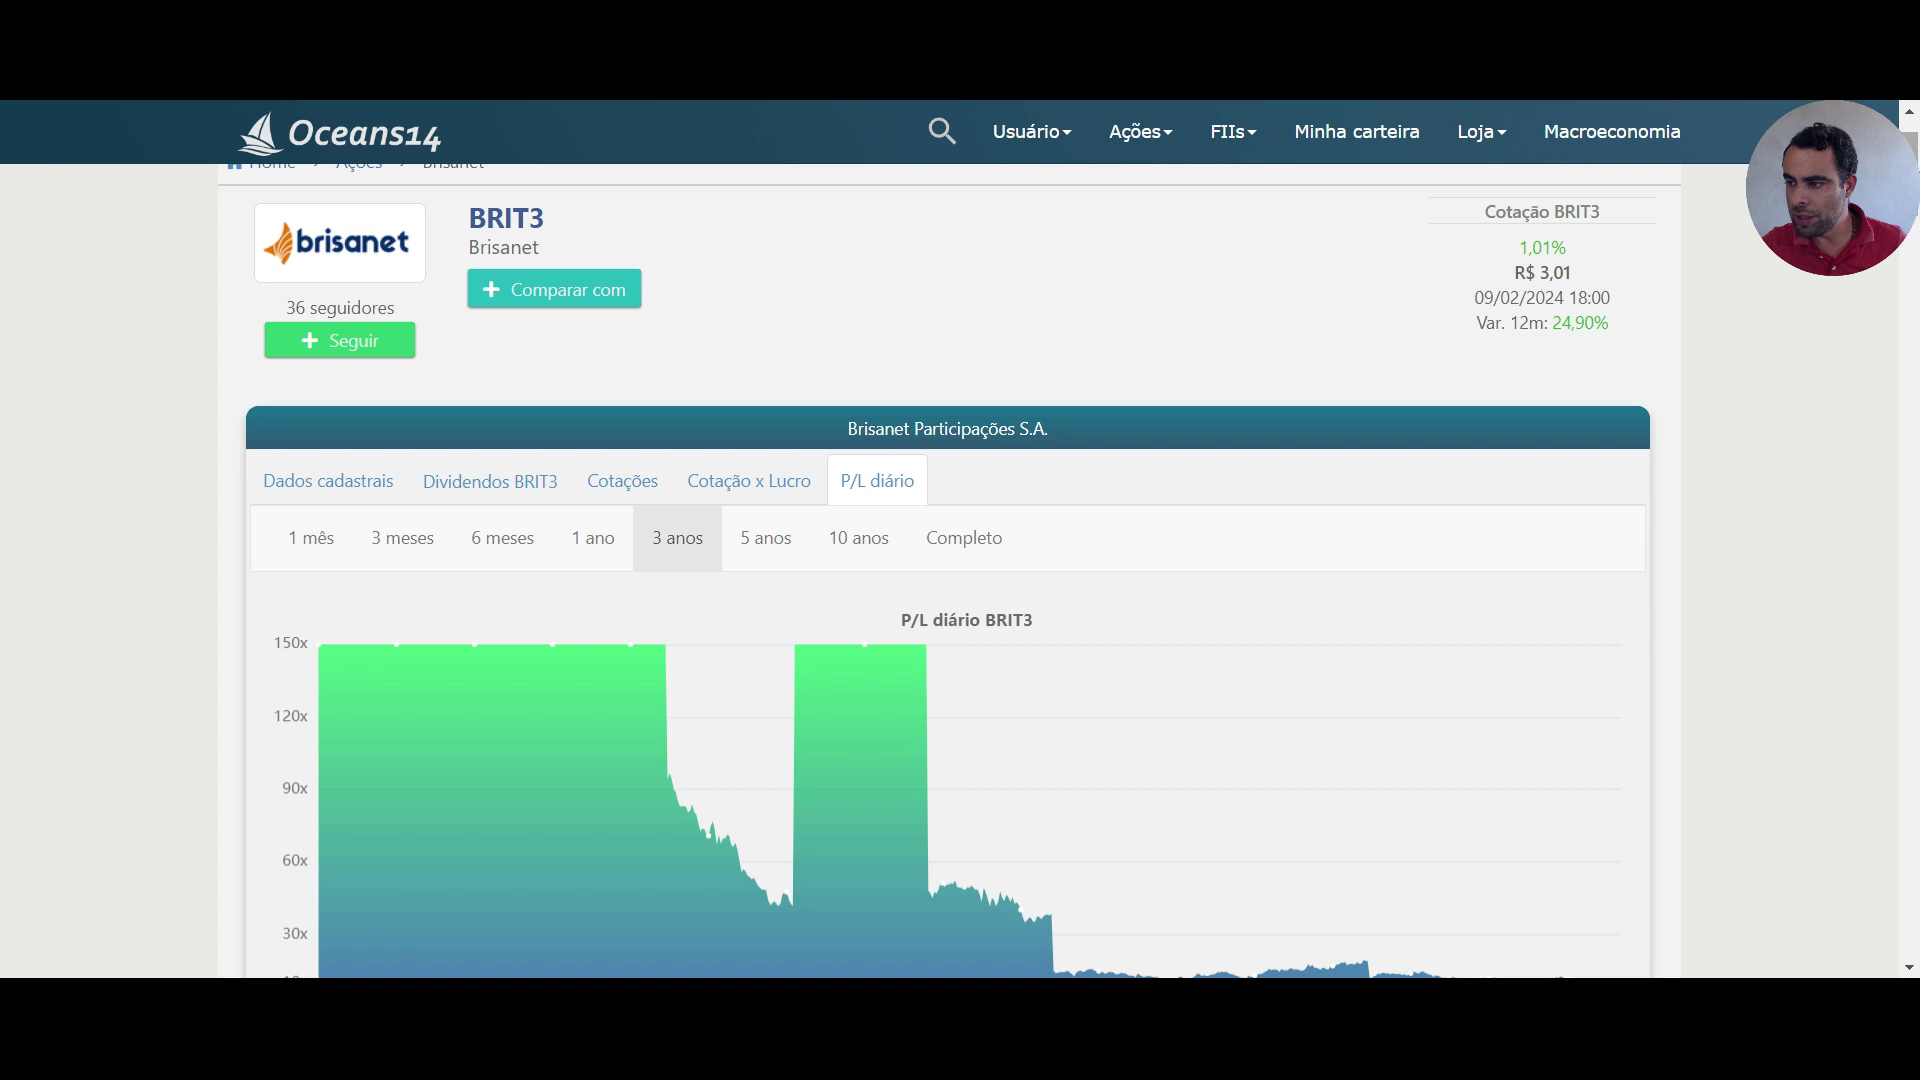 Oceans14
Usuário
Ações
FIIs
Minha carteira
Loja
Macroeconomia
Home
Ações
Brisanet
brisanet
36 seguidores
Seguir
BRIT3
Brisanet
Comparar com
Cotação BRIT3
1,01%
R$ 3,01
09/02/2024 18:00
Var. 12m: 24,90%
Brisanet Participações S.A.
Dados cadastrais
Dividendos BRIT3
Cotações
Cotação x Lucro
P/L diário
1 mês
3 meses
6 meses
1 ano
3 anos
5 anos
10 anos
Completo
P/L diário BRIT3
150x
120x
90x
60x
30x